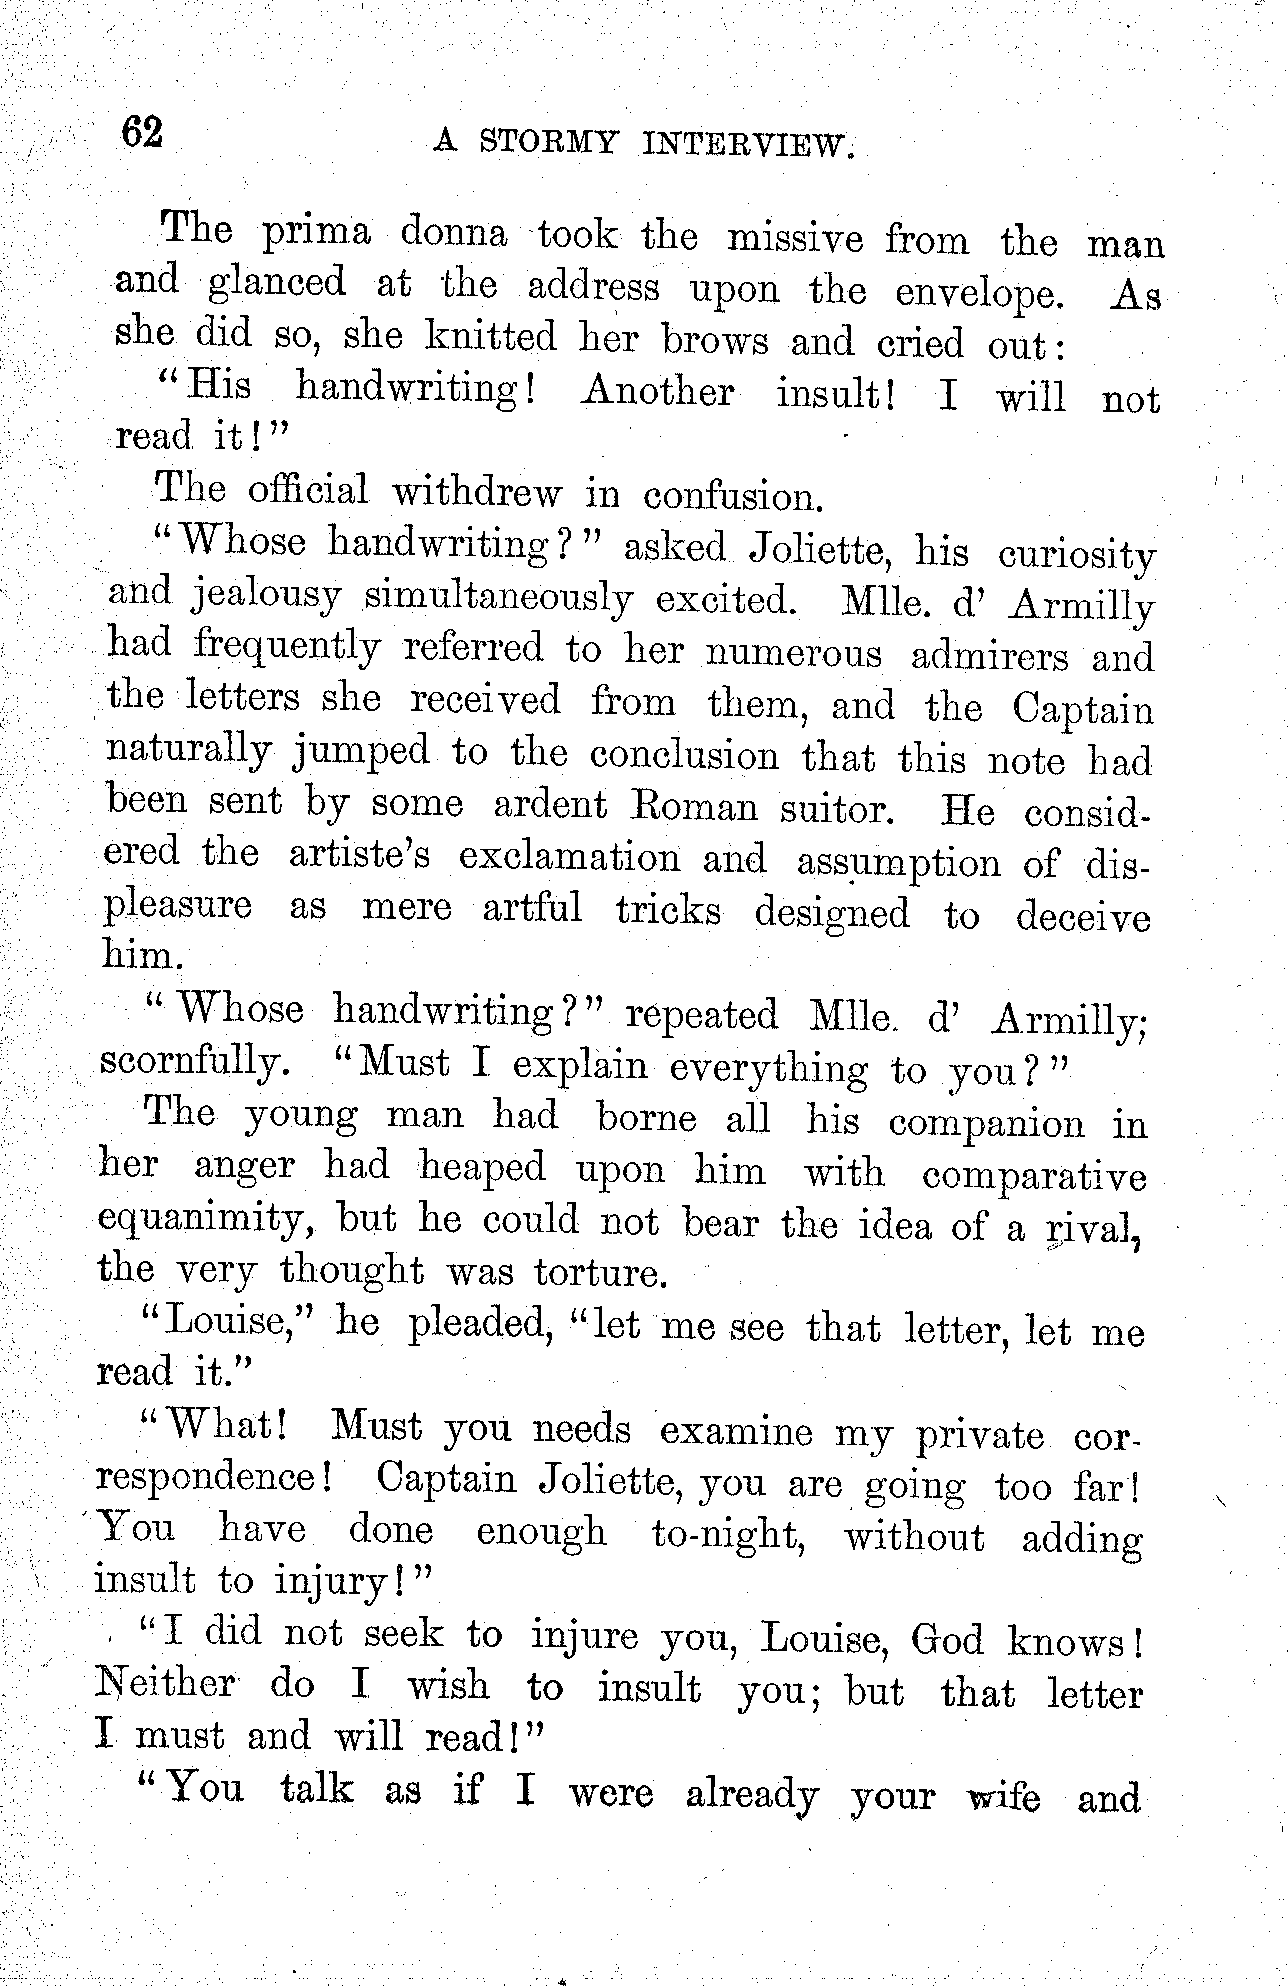 62 A STORMY INTERVIEW.
The prima donna took the missive from the man
and glanced at the address upon the envelope. As
she did so, she knitted her brows and cried out:
"His handwriting! Another insult! I will not
read it!"
The official withdrew in confusion.
"Whose handwriting?" asked Joliette, his curiosity
and jealousy simultaneously excited. Mlle. d' Armilly
had frequently referred to her numerous admirers and
the letters she received from them, and the Captain
naturally jumped to the conclusion that this note had
been sent by some ardent Roman suitor. He consid-
ered the artiste's exclamation and assumption of dis-
pleasure as mere artful tricks designed to deceive
him.
"Whose handwriting?" repeated Mlle. d' Armilly;
scornfully. "Must I explain everything to you?"
The young man had borne all his companion in
her anger had heaped upon him with comparative
equanimity, but he could not bear the idea of a rival,
the very thought was torture.
"Louise," he pleaded, "let me see that letter, let me
read it."
"What! Must you needs examine my private cor-
respondence! Captain Joliette, you are going too far!
You have done enough to-night, without adding
insult to injury!"
"I did not seek to injure you, Louise, God knows!
Neither do I wish to insult you; but that letter
I must and will read!"
"You talk as if I were already your wife and